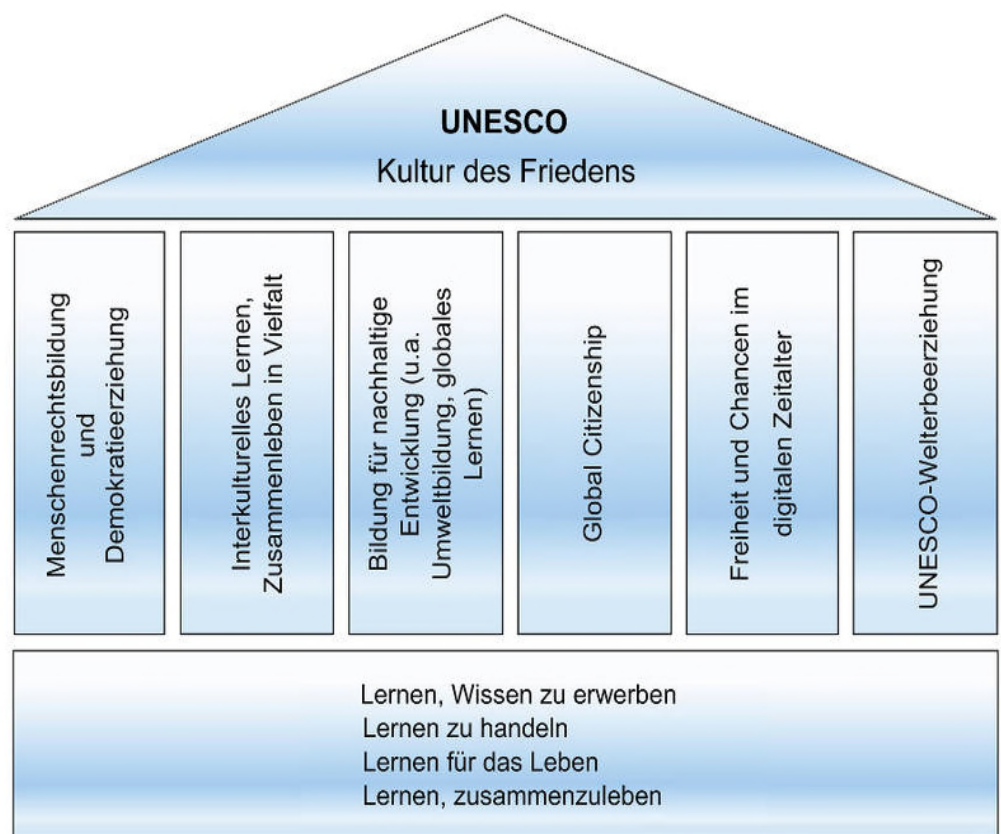 UNESCO
Kultur des Friedens
Menschenrechtsbildung
und
Demokratieerziehung
Interkulturelles Lernen,
Zusammenleben in Vielfalt
Bildung für nachhaltige
Entwicklung (u.a.
Umweltbildung, globales
Lernen)
Global Citizenship
Freiheit und Chancen im
digitalen Zeitalter
UNESCO-Welterbeerziehung
Lernen, Wissen zu erwerben
Lernen zu handeln
Lernen für das Leben
Lernen, zusammenzuleben